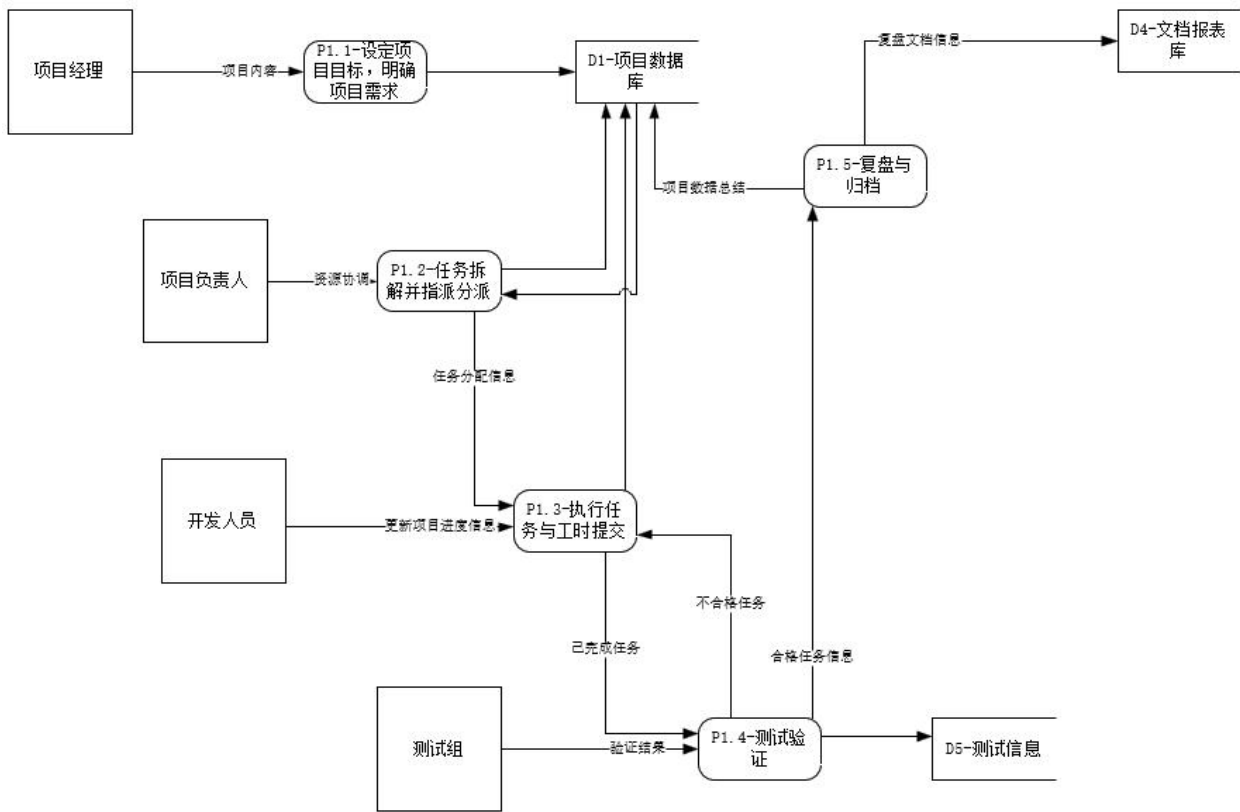 复盘文档信息
D4-文档报表
库
项目经理
项目内容
P1.1-设定项
目目标，明确
项目需求
D1-项目数据
库
P1.5-复盘与
归档
项目数据总结
项目负责人
资源协调
P1.2-任务拆
解并指派分派
任务分配信息
开发人员
更新项目进度信息
P1.3-执行任
务与工时提交
不合格任务
已完成任务
合格任务信息
测试组
验证结果
P1.4-测试验
证
D5-测试信息